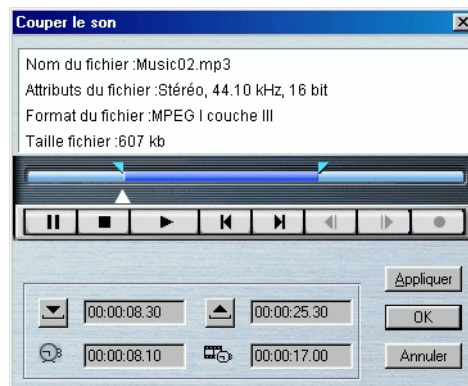 Couper le son
Nom du fichier :Music02.mp3
Attributs du fichier :Stéréo, 44.10 kHz, 16 bit
Format du fichier :MPEG I couche III
Taille fichier :607 kb
Appliquer
00:00:08.30 00:00:25.30 OK
00:00:08.10 00:00:17.00 Annuler